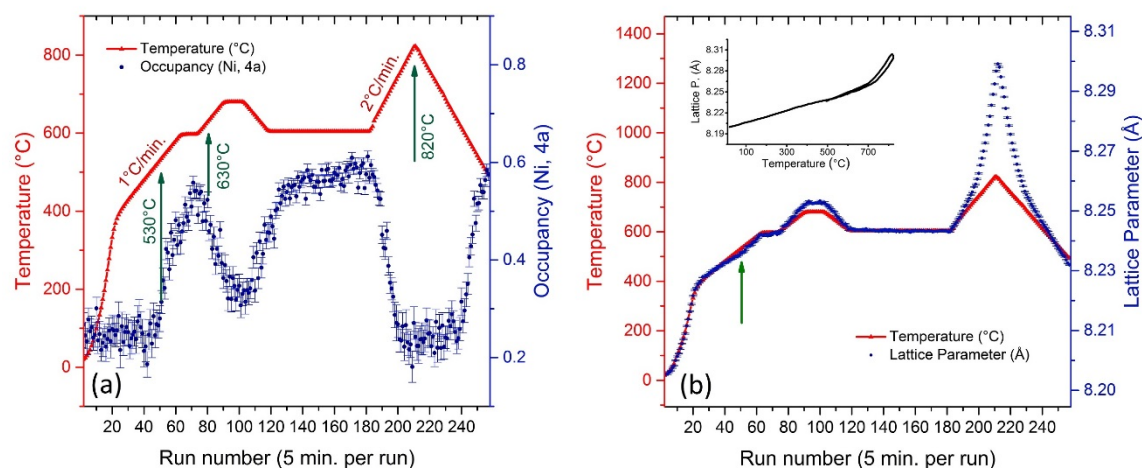 (a)
Temperature (°C)
Occupancy (Ni, 4a)
1°C/min.
2°C/min.
530°C
630°C
820°C
800
600
400
200
0
Temperature (°C)
0.8
0.6
0.4
0.2
Occupancy (Ni, 4a)
20 40 60 80 100 120 140 160 180 200 220 240
Run number (5 min. per run)
(b)
8.31
8.28
8.25
8.22
8.19
Lattice P. (Å)
100 300 500 700
Temperature (°C)
Temperature (°C)
Lattice Parameter (Å)
1400
1200
1000
800
600
400
200
0
Temperature (°C)
8.31
8.30
8.29
8.27
8.26
8.25
8.23
8.21
8.20
Lattice Parameter (Å)
20 40 60 80 100 120 140 160 180 200 220 240
Run number (5 min. per run)